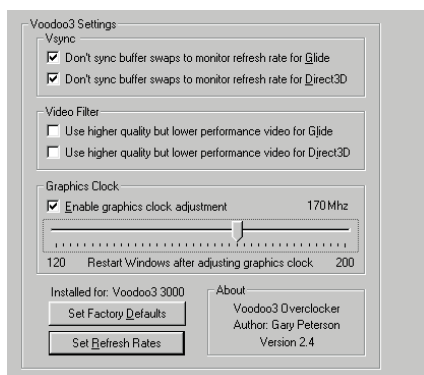 Voodoo3 Settings
Vsync
Don't sync buffer swaps to monitor refresh rate for Glide
Don't sync buffer swaps to monitor refresh rate for Direct3D
Video Filter
Use higher quality but lower performance video for Glide
Use higher quality but lower performance video for Direct3D
Graphics Clock
Enable graphics clock adjustment 170Mhz
120 Restart Windows after adjusting graphics clock 200
Installed for: Voodoo3 3000
Set Factory Defaults
Set Refresh Rates
About
Voodoo3 Overclocker
Author: Gary Peterson
Version 2.4